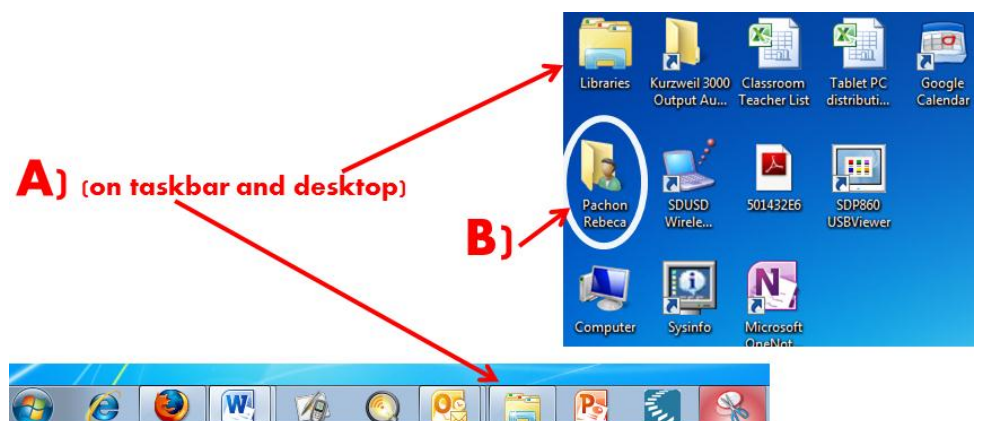 Libraries
Kurzweil 3000
Output Au...
Classroom
Teacher List
Tablet PC
distributi...
Google
Calendar
A) (on taskbar and desktop)
Pachon
Rebeca
SDUSD
Wirele...
501432E6
SDP860
USBViewer
B)
Computer
Sysinfo
Microsoft
OneNot...